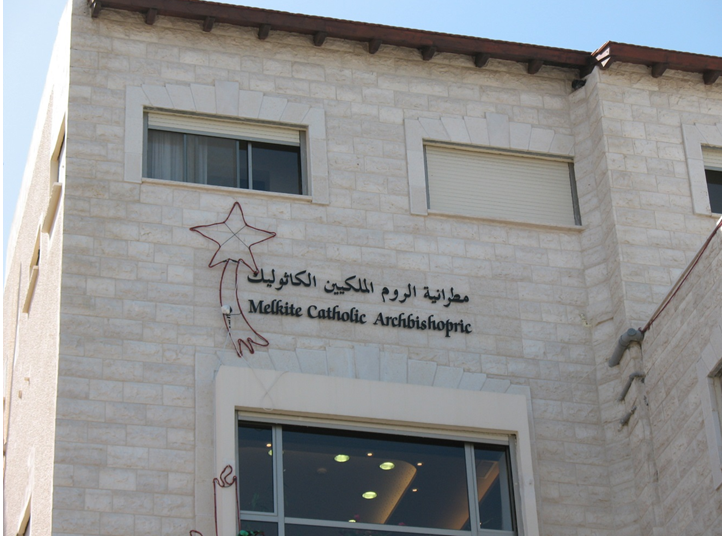 مطرانية الروم الملكيين الكاثوليك
Melkite Catholic Archbishopric